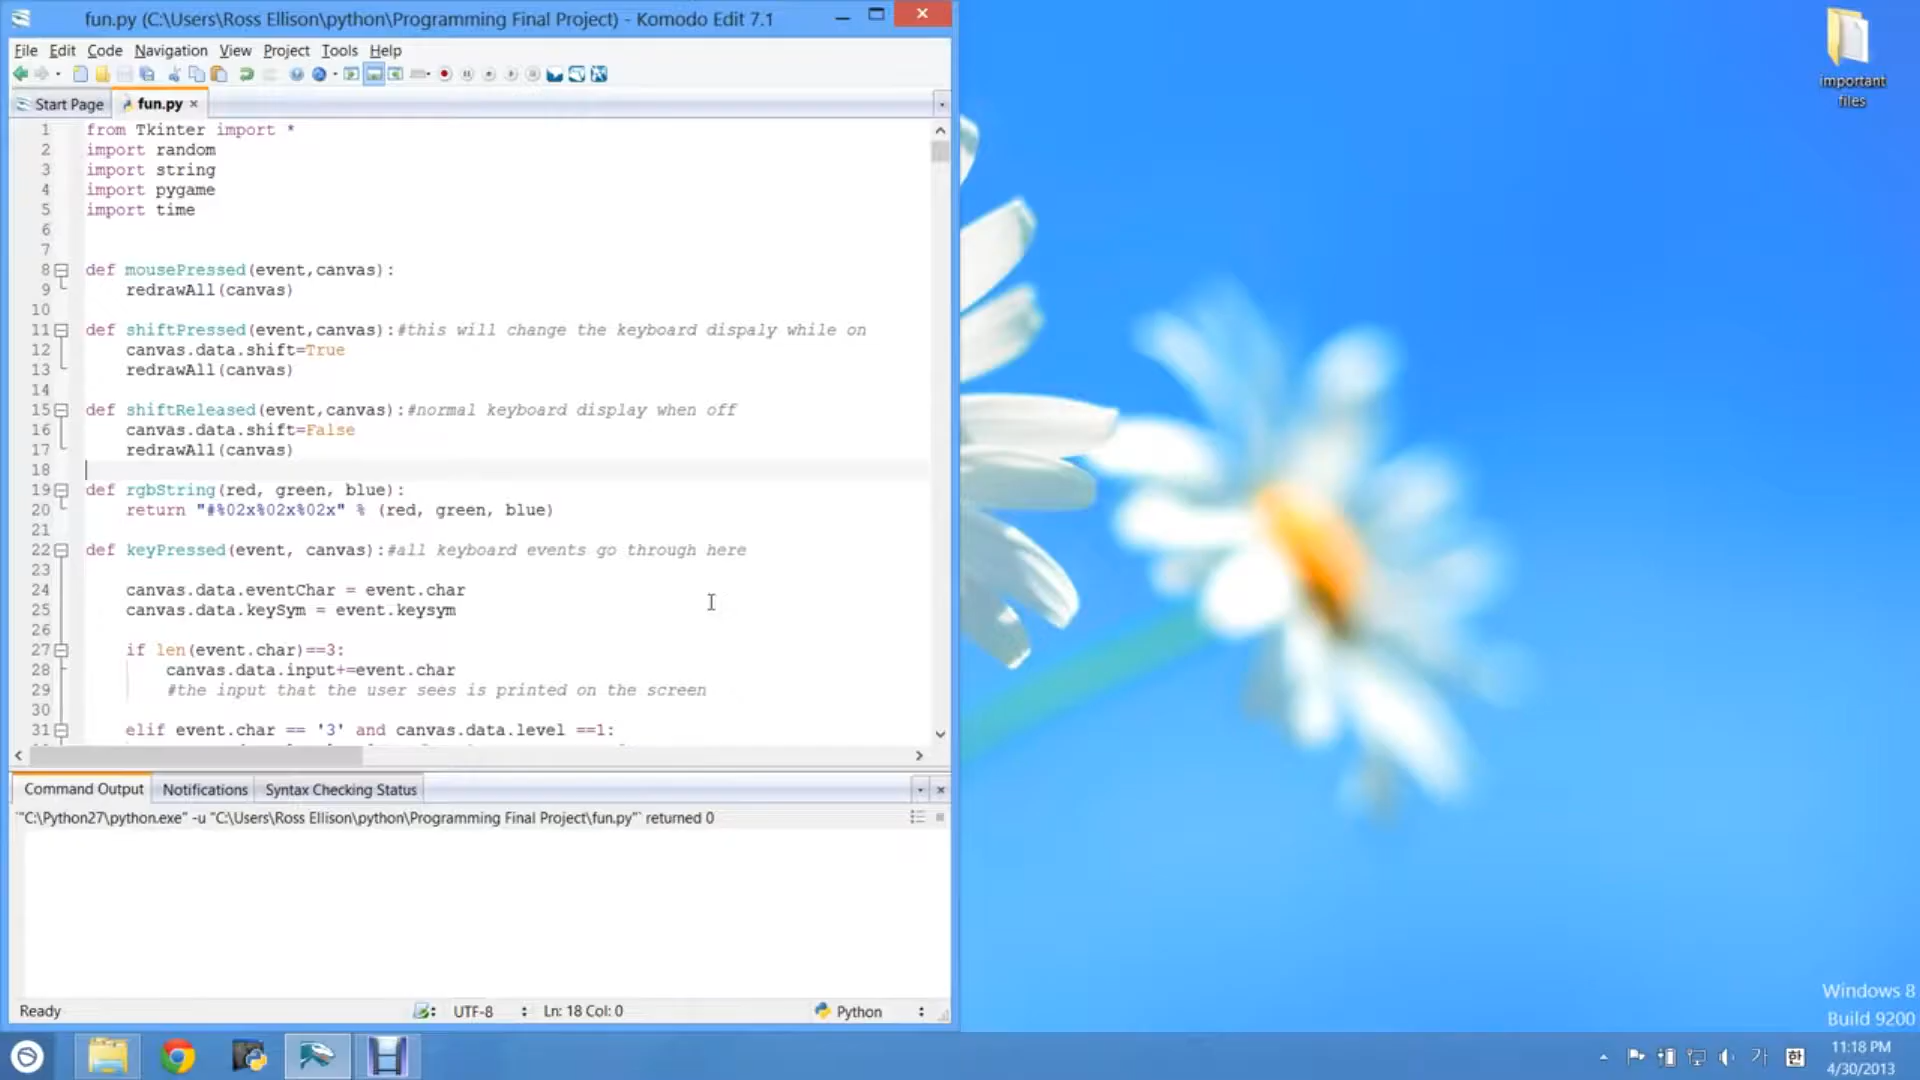 fun.py (C:\Users\Ross Ellison\python\Programming Final Project) - Komodo Edit 7.1
File Edit Code Navigation View Project Tools Help
Start Page fun.py
1 from Tkinter import *
2 import random
3 import string
4 import pygame
5 import time
6
7
8 def mousePressed(event,canvas):
9 redrawAll(canvas)
10
11 def shiftPressed(event,canvas):#this will change the keyboard dispaly while on
12 canvas.data.shift=True
13 redrawAll(canvas)
14
15 def shiftReleased(event,canvas):#normal keyboard display when off
16 canvas.data.shift=False
17 redrawAll(canvas)
18
19 def rgbString(red, green, blue):
20 return "#%02x%02x%02x" % (red, green, blue)
21
22 def keyPressed(event, canvas):#all keyboard events go through here
23
24 canvas.data.eventChar = event.char
25 canvas.data.keySym = event.keysym
26
27 if len(event.char)==3:
28 canvas.data.input+=event.char
29 #the input that the user sees is printed on the screen
30
31 elif event.char == '3' and canvas.data.level ==1:
Command Output Notifications Syntax Checking Status
`"C:\Python27\python.exe" -u "C:\Users\Ross Ellison\python\Programming Final Project\fun.py"` returned 0
Ready UTF-8 Ln: 18 Col: 0 Python
important
files
Windows 8
Build 9200
가 한 11:18 PM
4/30/2013